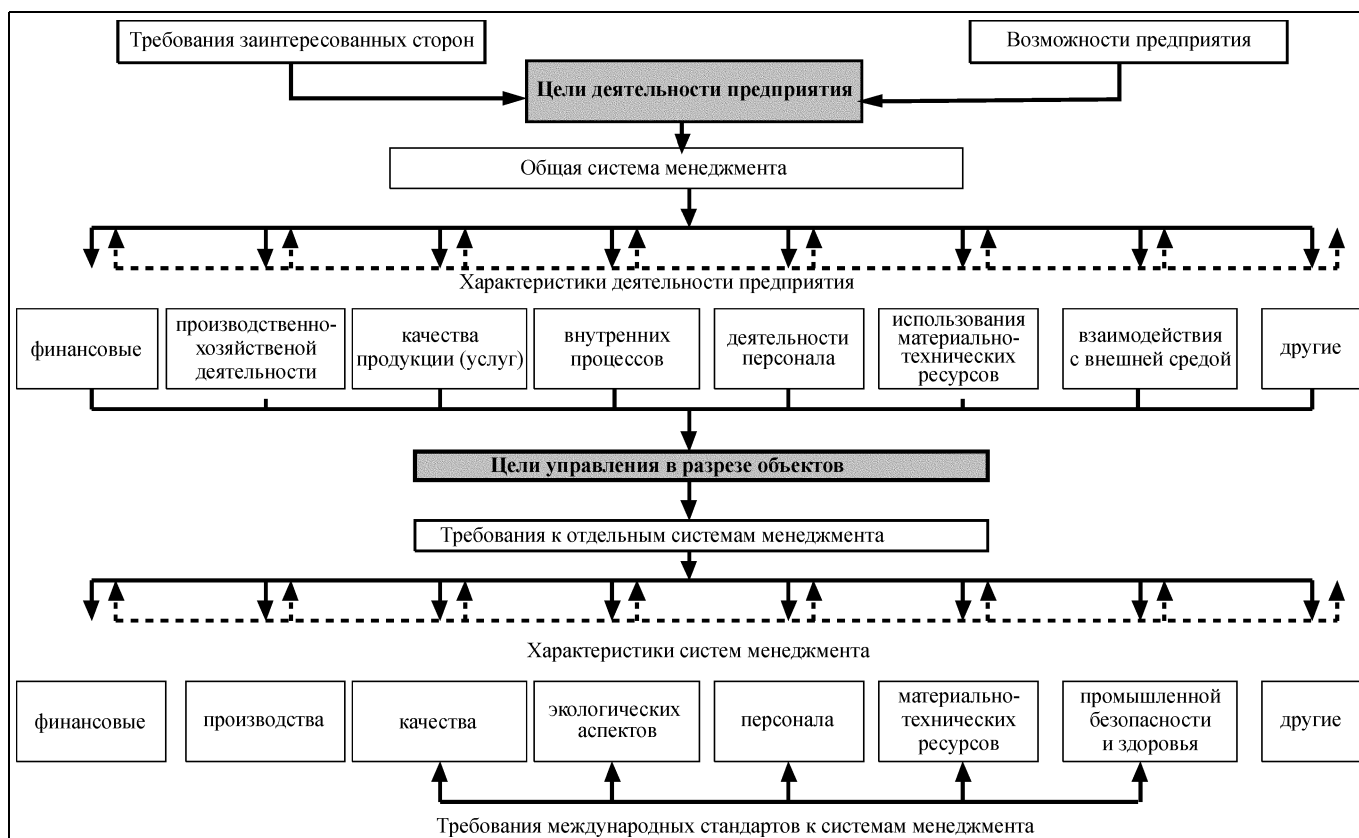 Требования заинтересованных сторон
Возможности предприятия
Цели деятельности предприятия
Общая система менеджмента
Характеристики деятельности предприятия
финансовые
производственно-
хозяйственой
деятельности
качества
продукции (услуг)
внутренних
процессов
деятельности
персонала
использования
материально-
технических
ресурсов
взаимодействия
с внешней средой
другие
Цели управления в разрезе объектов
Требования к отдельным системам менеджмента
Характеристики систем менеджмента
финансовые
производства
качества
экологических
аспектов
персонала
материально-
технических
ресурсов
промышленной
безопасности
и здоровья
другие
Требования международных стандартов к системам менеджмента